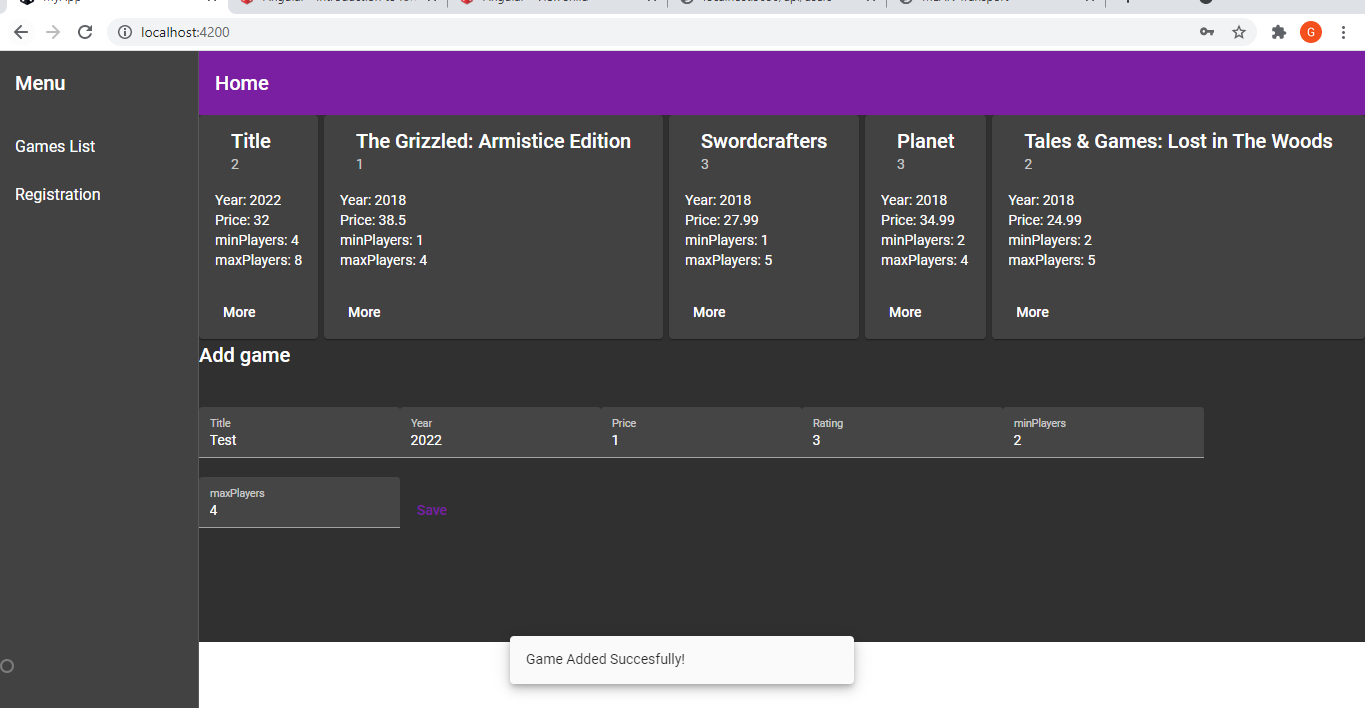 localhost:4200
G
Menu
Home
Games List
Registration
Title
2
Year: 2022
Price: 32
minPlayers: 4
maxPlayers: 8
More
The Grizzled: Armistice Edition
1
Year: 2018
Price: 38.5
minPlayers: 1
maxPlayers: 4
More
Swordcrafters
3
Year: 2018
Price: 27.99
minPlayers: 1
maxPlayers: 5
More
Planet
3
Year: 2018
Price: 34.99
minPlayers: 2
maxPlayers: 4
More
Tales & Games: Lost in The Woods
2
Year: 2018
Price: 24.99
minPlayers: 2
maxPlayers: 5
More
Add game
Title
Test
Year
2022
Price
1
Rating
3
minPlayers
2
maxPlayers
4
Save
Game Added Succesfully!